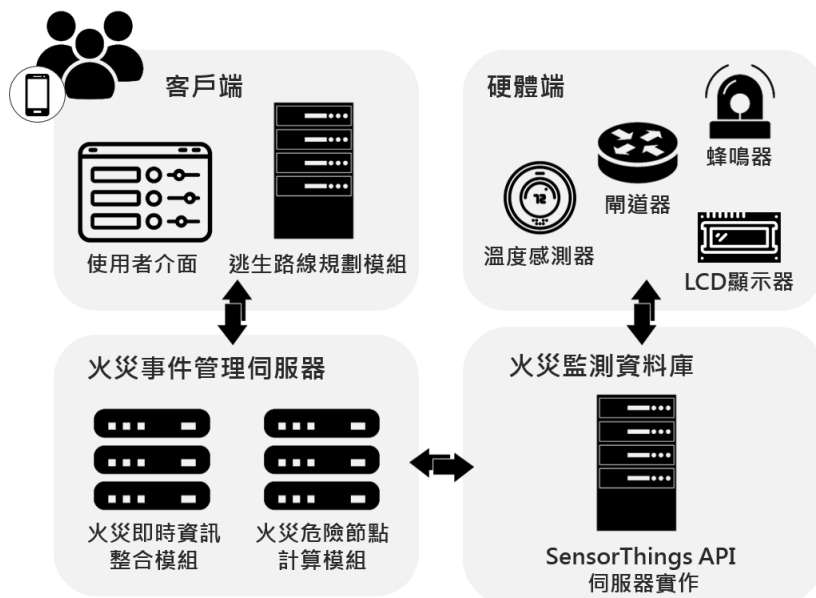 客戶端
使用者介面
逃生路線規劃模組
硬體端
蜂鳴器
閘道器
溫度感測器
LCD顯示器
火災事件管理伺服器
火災即時資訊
整合模組
火災危險節點
計算模組
火災監測資料庫
SensorThings API
伺服器實作